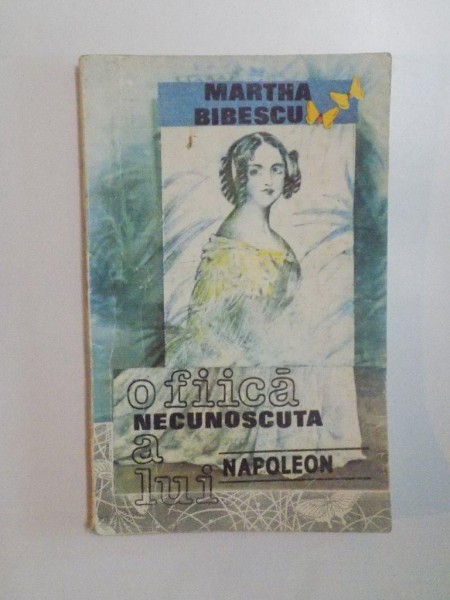 MARTHA
BIBESCU
o fiică
NECUNOSCUTA
a
NAPOLEON
lui